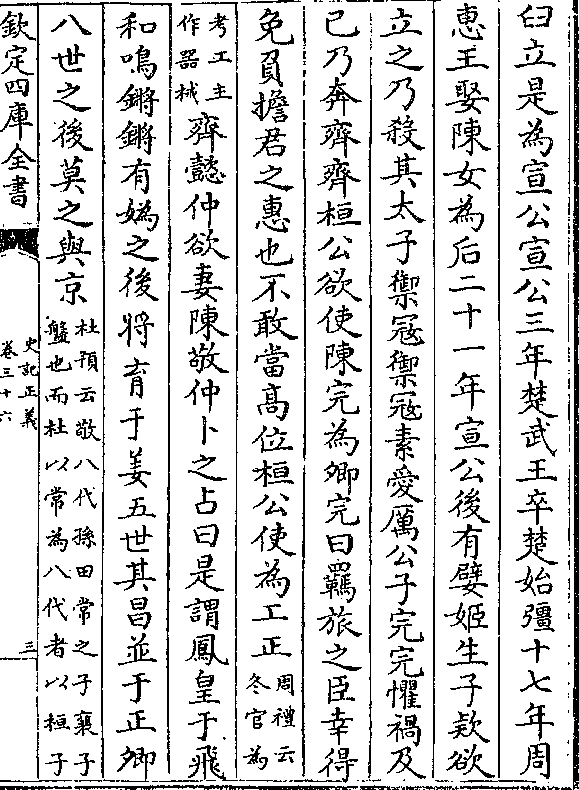 臼立是為宣公宣公三年楚武王卒楚始彊十七年周
惠王娶陳女為后二十一年宣公後有嬖姬生子款欲
立之乃殺其太子禦寇禦寇素愛厲公子完完懼禍及
已乃奔齊齊桓公欲使陳完為卿完曰羈旅之臣幸得
免負擔君之惠也不敢當高位桓公使為工正周禮云冬官為
考工主作器械齊懿仲欲妻陳敬仲卜之占曰是謂鳳皇于飛
和鳴鏘鏘有媯之後將育于姜五世其昌並于正卿
八世之後莫之與京杜預云敬八代孫田常之子襄子盤也而杜以常為八代者以桓子
欽定四庫全書
史記正義
卷三十六
三